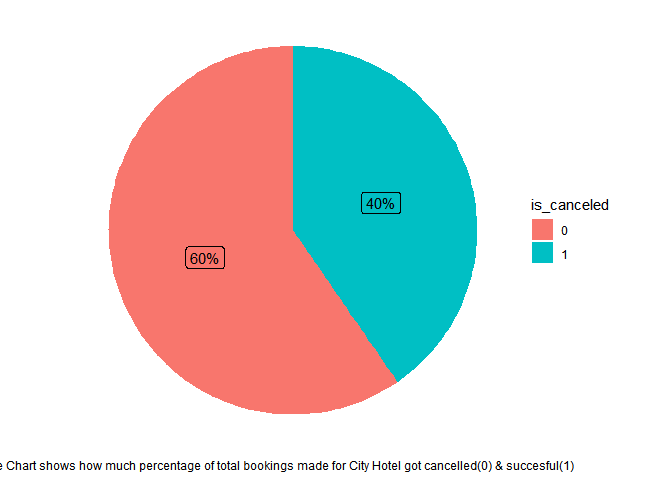 40%
is_canceled
0
1
60%
e Chart shows how much percentage of total bookings made for City Hotel got cancelled(0) & succesful(1)